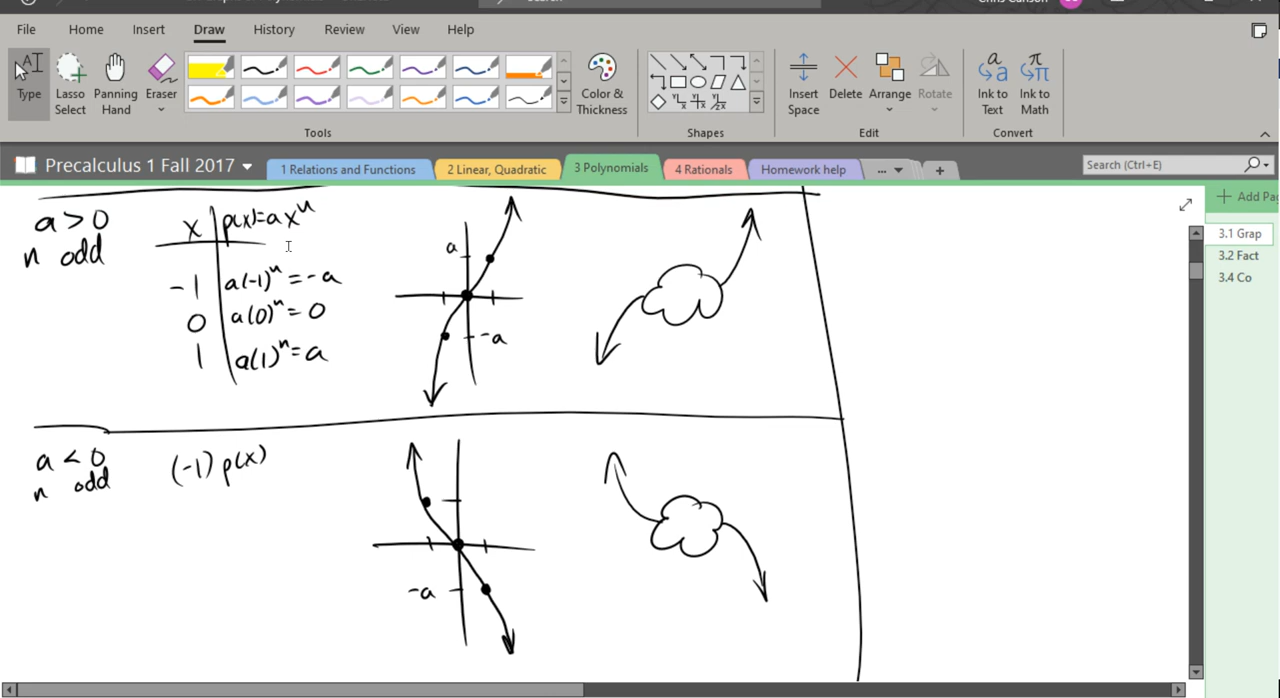 File Home Insert Draw History Review View Help
Type
Lasso Select
Panning Hand
Eraser
Color & Thickness
Insert Space
Delete
Arrange
Rotate
Ink to Text
Ink to Math
Tools
Shapes
Edit
Convert
Precalculus 1 Fall 2017
1 Relations and Functions
2 Linear, Quadratic
3 Polynomials
4 Rationals
Homework help
...
Search (Ctrl+E)
Add Pag
3.1 Grap
3.2 Fact
3.4 Co
a > 0
n odd
x p(x)=ax^n
-1 a(-1)^n = -a
0 a(0)^n = 0
1 a(1)^n = a
a
-a
a < 0
n odd
(-1) p(x)
-a